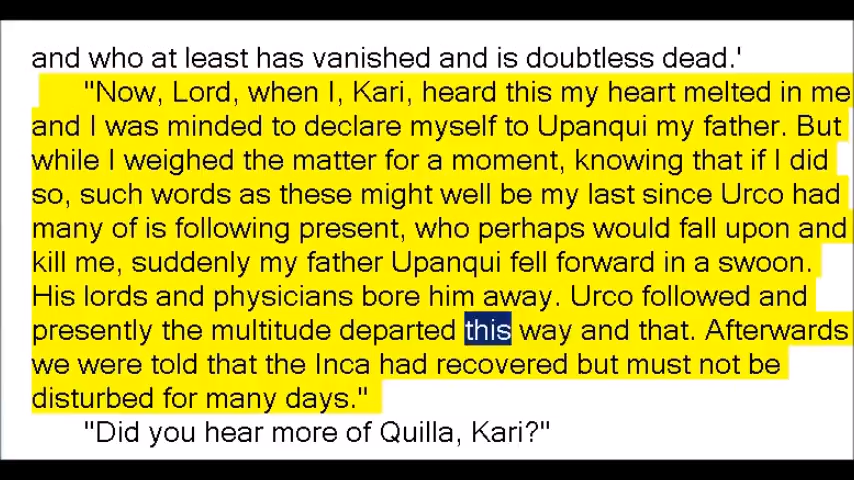 and who at least has vanished and is doubtless dead.'
"Now, Lord, when I, Kari, heard this my heart melted in me
and I was minded to declare myself to Upanqui my father. But
while I weighed the matter for a moment, knowing that if I did
so, such words as these might well be my last since Urco had
many of is following present, who perhaps would fall upon and
kill me, suddenly my father Upanqui fell forward in a swoon.
His lords and physicians bore him away. Urco followed and
presently the multitude departed this way and that. Afterwards
we were told that the Inca had recovered but must not be
disturbed for many days."
"Did you hear more of Quilla, Kari?"